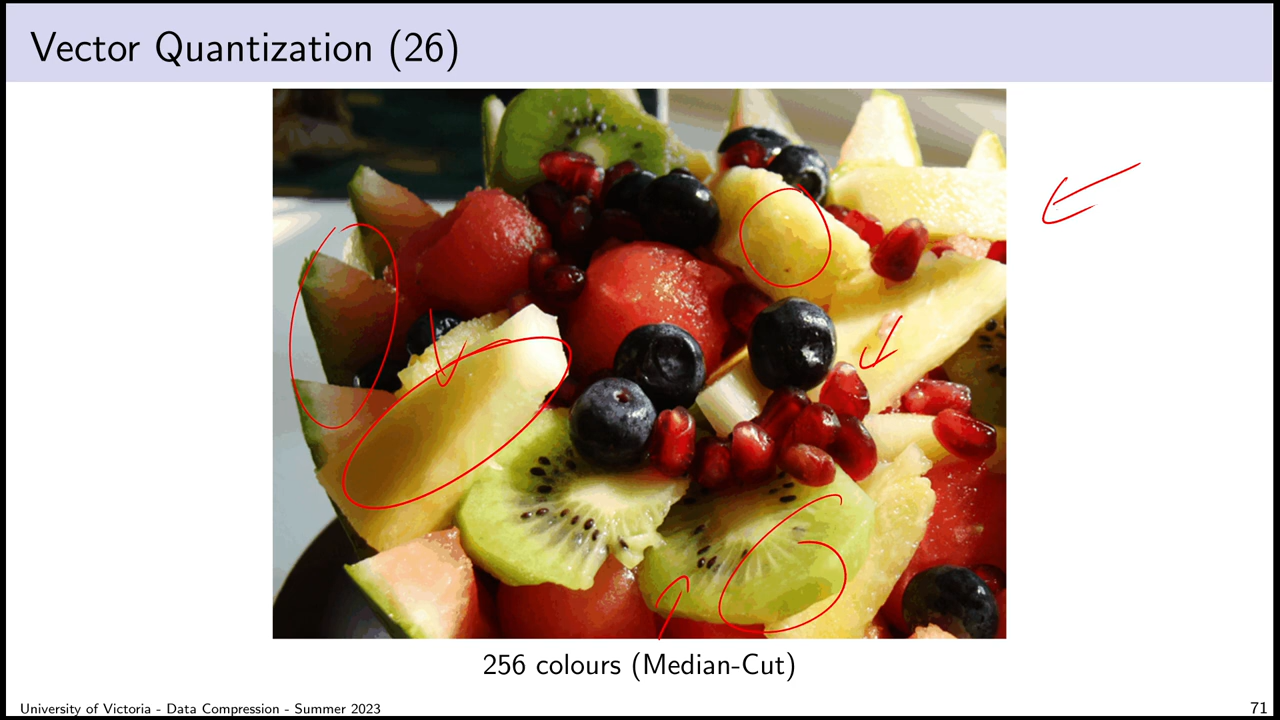 Vector Quantization (26)
256 colours (Median-Cut)
University of Victoria - Data Compression - Summer 2023
71